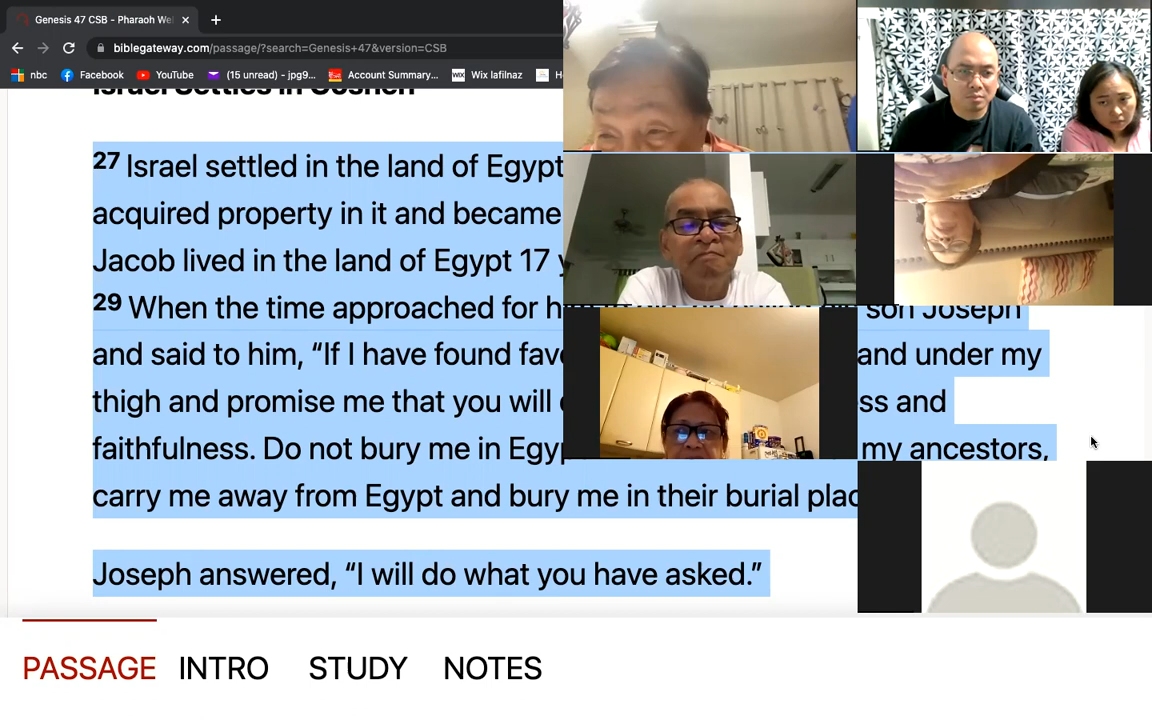 Genesis 47 CSB - Pharaoh We
biblegateway.com/passage/?search=Genesis+47&version=CSB
nbc
Facebook
YouTube
(15 unread) - jpg9...
Account Summary...
WIX Wix lafilnaz
Israel Settles in Goshen
27 Israel settled in the land of Egypt
acquired property in it and became
Jacob lived in the land of Egypt 17
29 When the time approached for son Joseph
and said to him, “If I have found and under my
thigh and promise me that you will and
faithfulness. Do not bury me in my ancestors,
carry me away from Egypt and bury me in their burial
Joseph answered, “I will do what you have asked.”
PASSAGE INTRO STUDY NOTES